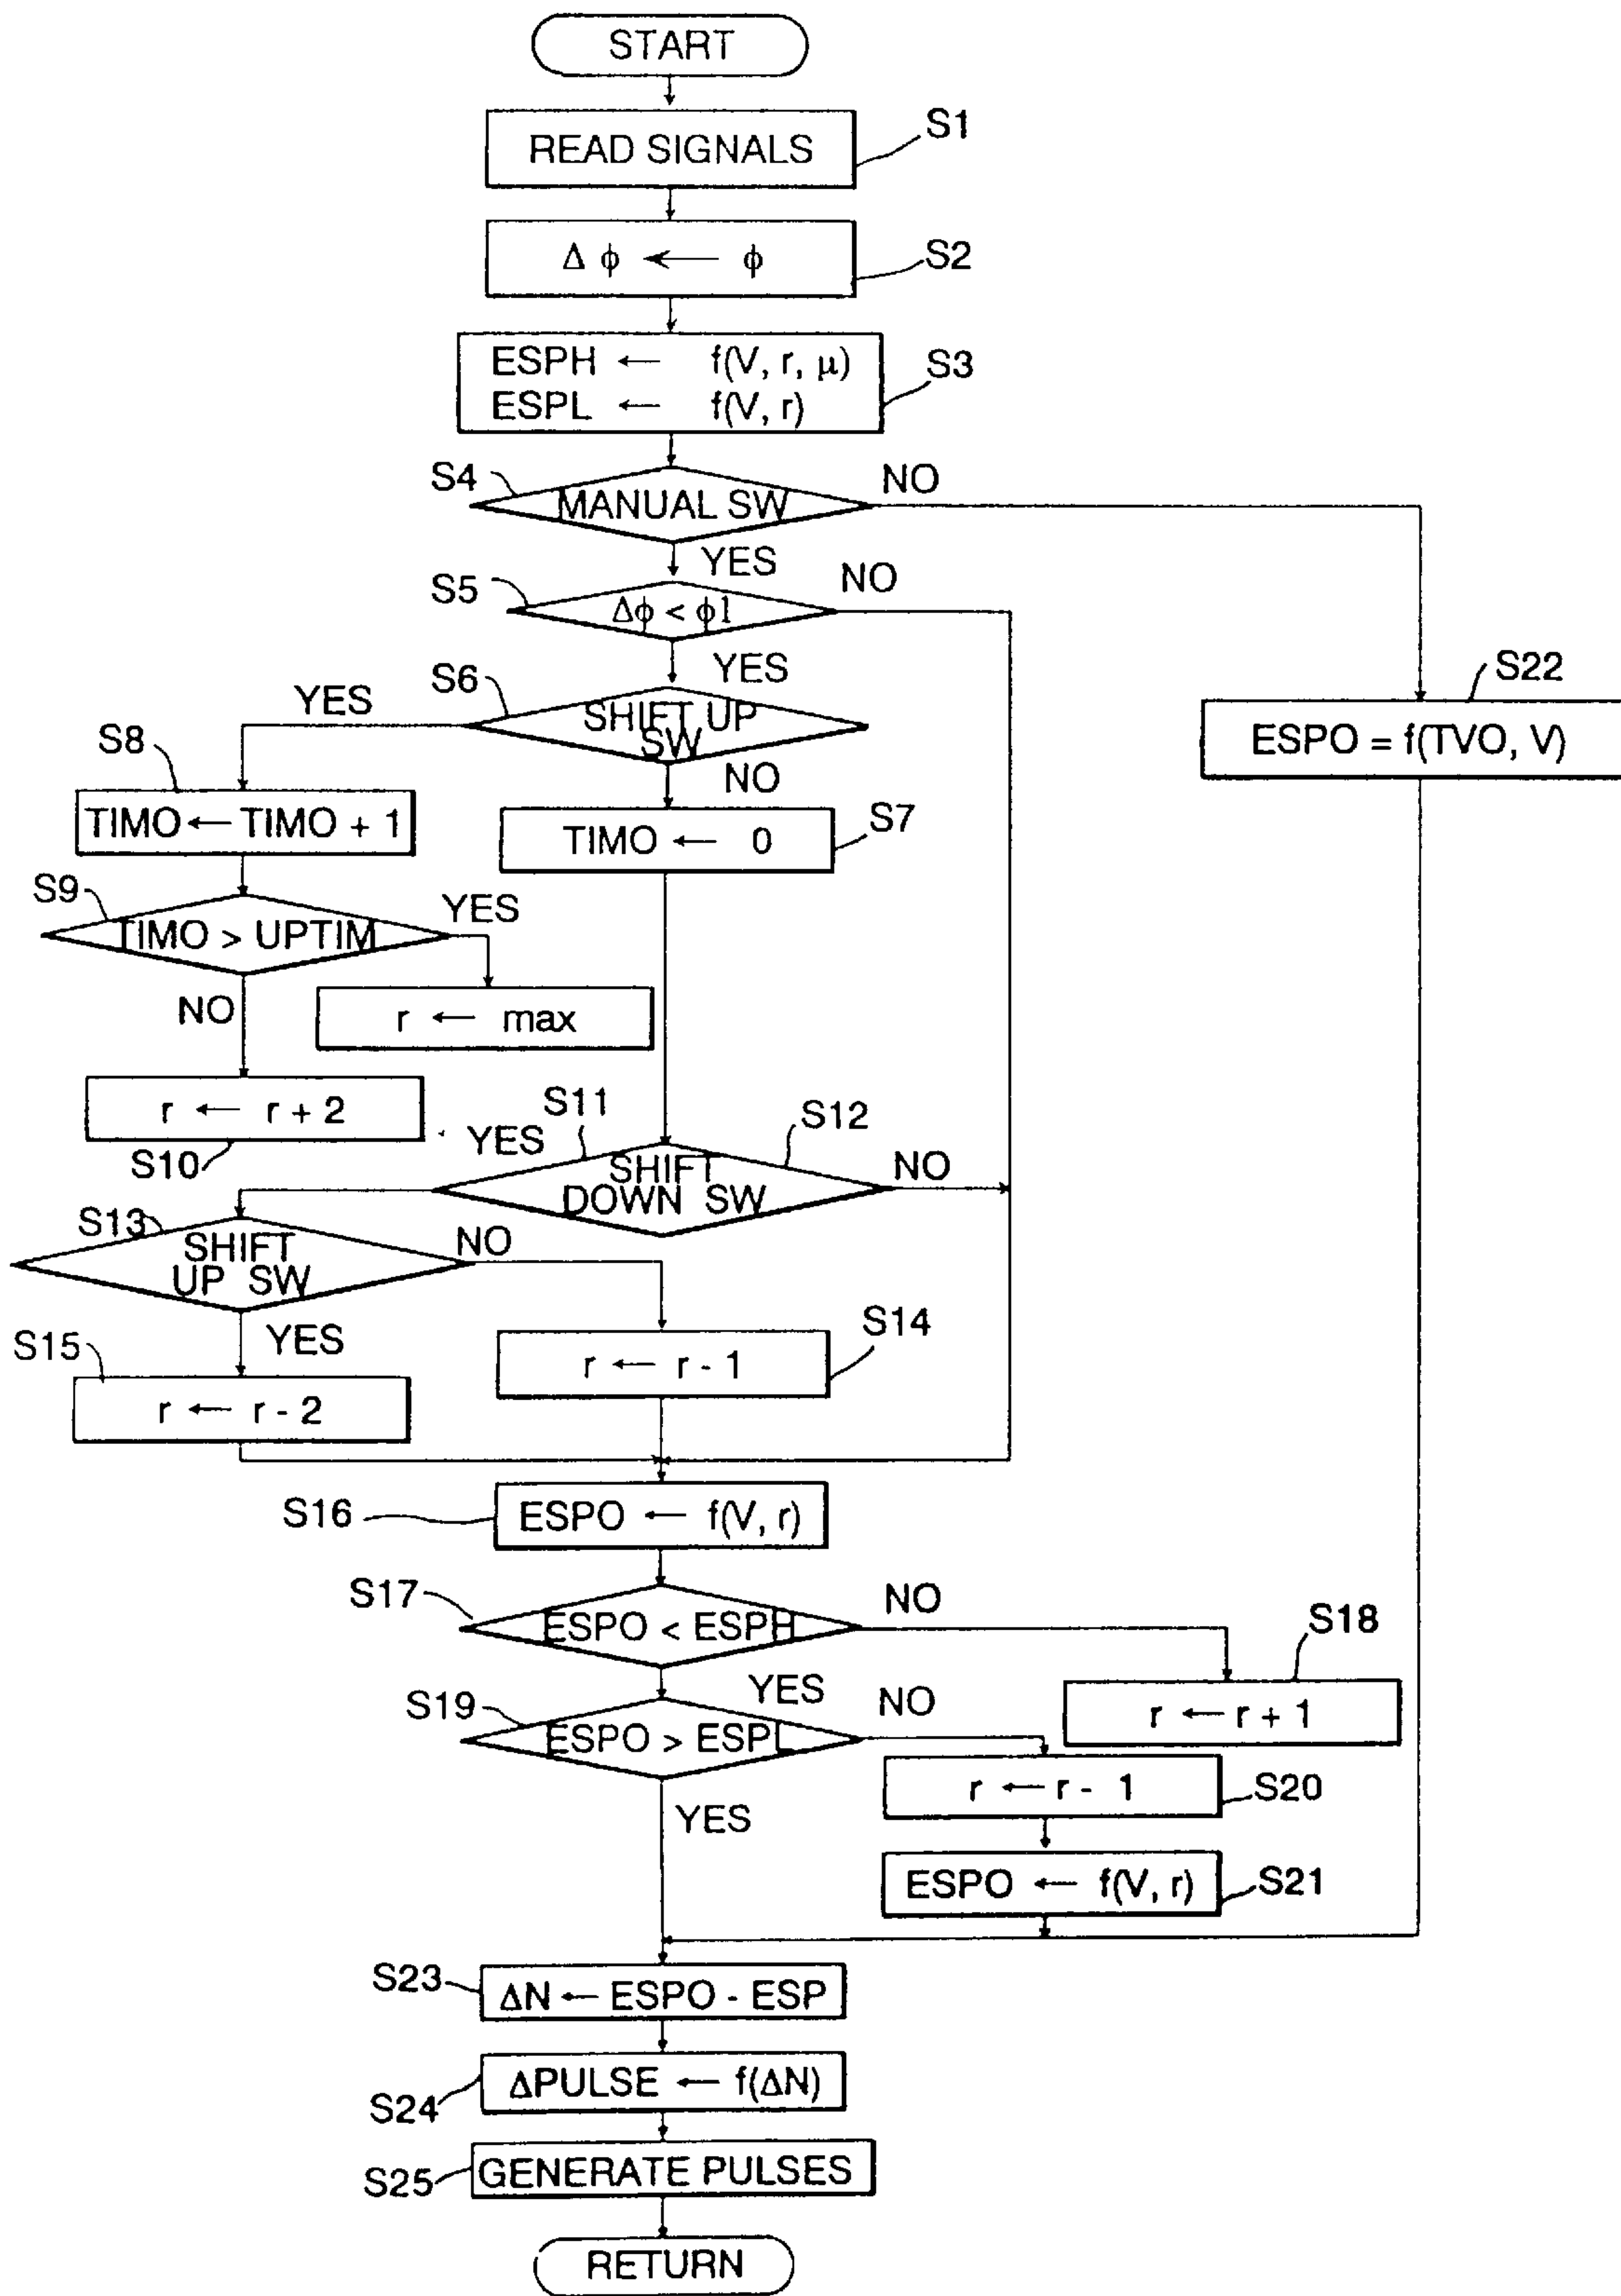 START
READ SIGNALS
S1
Δ ϕ ← ϕ
S2
ESPH ← f(V, r, μ)
ESPL ← f(V, r)
S3
S4
MANUAL SW
NO
YES
S5
Δϕ < ϕ1
NO
YES
S6
SHIFT UP
SW
YES
NO
S22
ESPO = f(TVO, V)
S8
TIMO ← TIMO + 1
TIMO ← 0
S7
S9
TIMO > UPTIM
YES
NO
r ← max
r ← r + 2
S10
S11
YES
SHIFT
DOWN SW
S12
NO
S13
SHIFT
UP SW
NO
YES
S14
r ← r - 1
S15
r ← r - 2
S16
ESPO ← f(V, r)
S17
ESPO < ESPH
NO
S18
r ← r + 1
YES
S19
ESPO > ESPL
NO
r ← r - 1
S20
YES
ESPO ← f(V, r)
S21
S23
ΔN ← ESPO - ESP
ΔPULSE ← f(ΔN)
S24
S25
GENERATE PULSES
RETURN